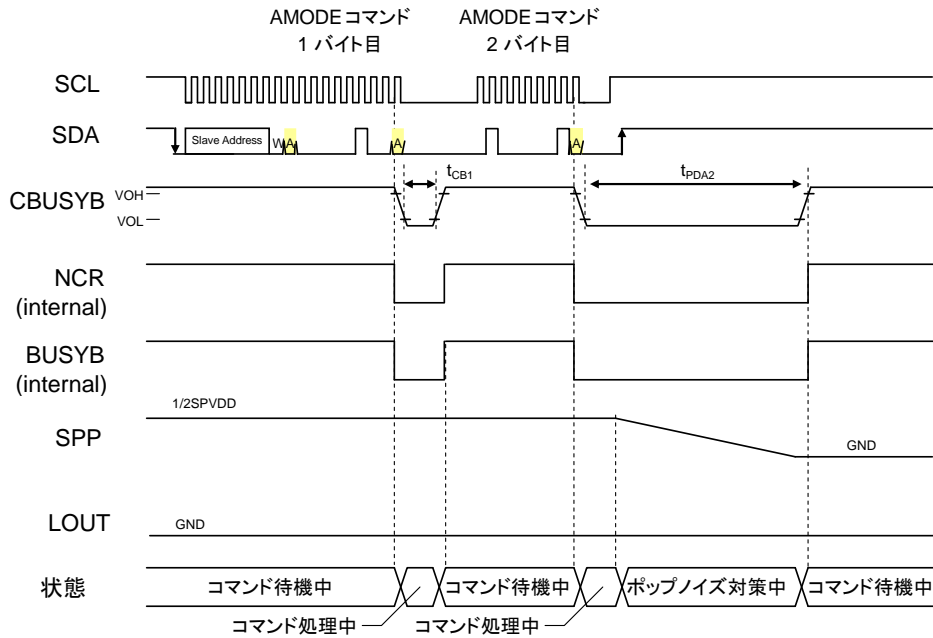 AMODEコマンド
1 バイト目
AMODEコマンド
2 バイト目
SCL
SDA
Slave Address
W
A
A
A
CBUSYB
VOH
VOL
tCB1
tPDA2
NCR
(internal)
BUSYB
(internal)
1/2SPVDD
SPP
GND
LOUT
GND
状態
コマンド待機中
コマンド待機中
ポップノイズ対策中
コマンド待機中
コマンド処理中
コマンド処理中